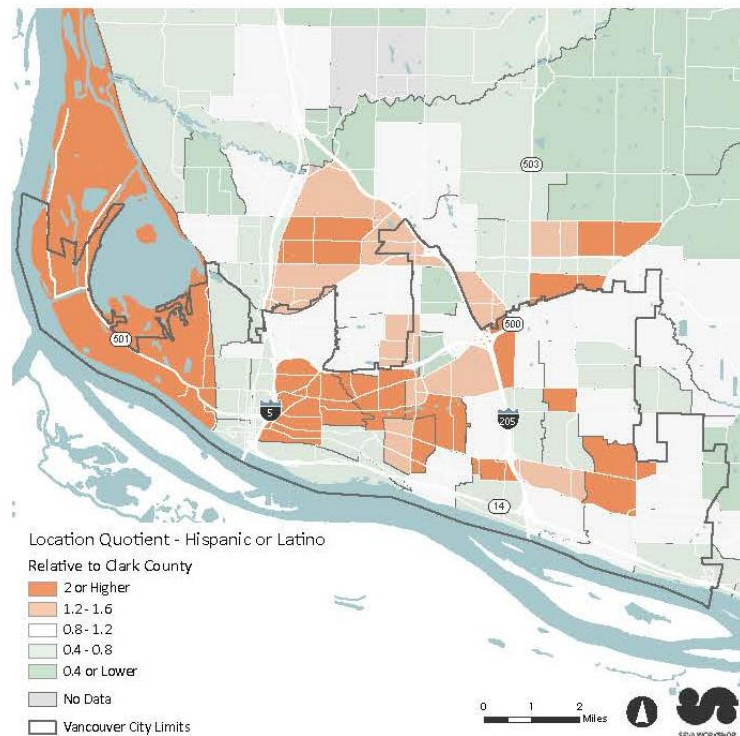 503
501
500
5
205
14
Location Quotient - Hispanic or Latino
Relative to Clark County
2 or Higher
1.2 - 1.6
0.8 - 1.2
0.4 - 0.8
0.4 or Lower
No Data
Vancouver City Limits
0 1 2
Miles
SEVA WORKSHOP